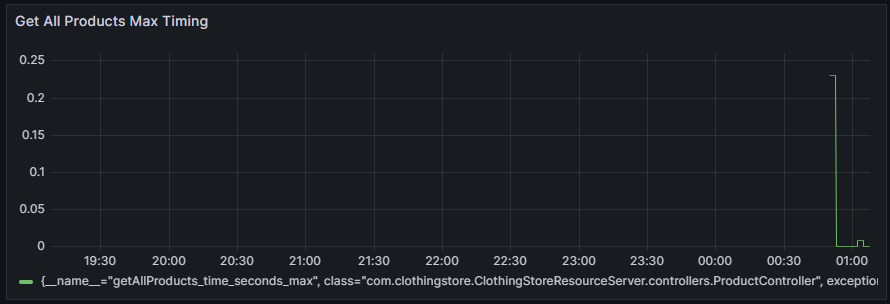 Get All Products Max Timing
0.25
0.2
0.15
0.1
0.05
0
19:30 20:00 20:30 21:00 21:30 22:00 22:30 23:00 23:30 00:00 00:30 01:00
{__name__="getAllProducts_time_seconds_max", class="com.clothingstore.ClothingStoreResourceServer.controllers.ProductController", exception